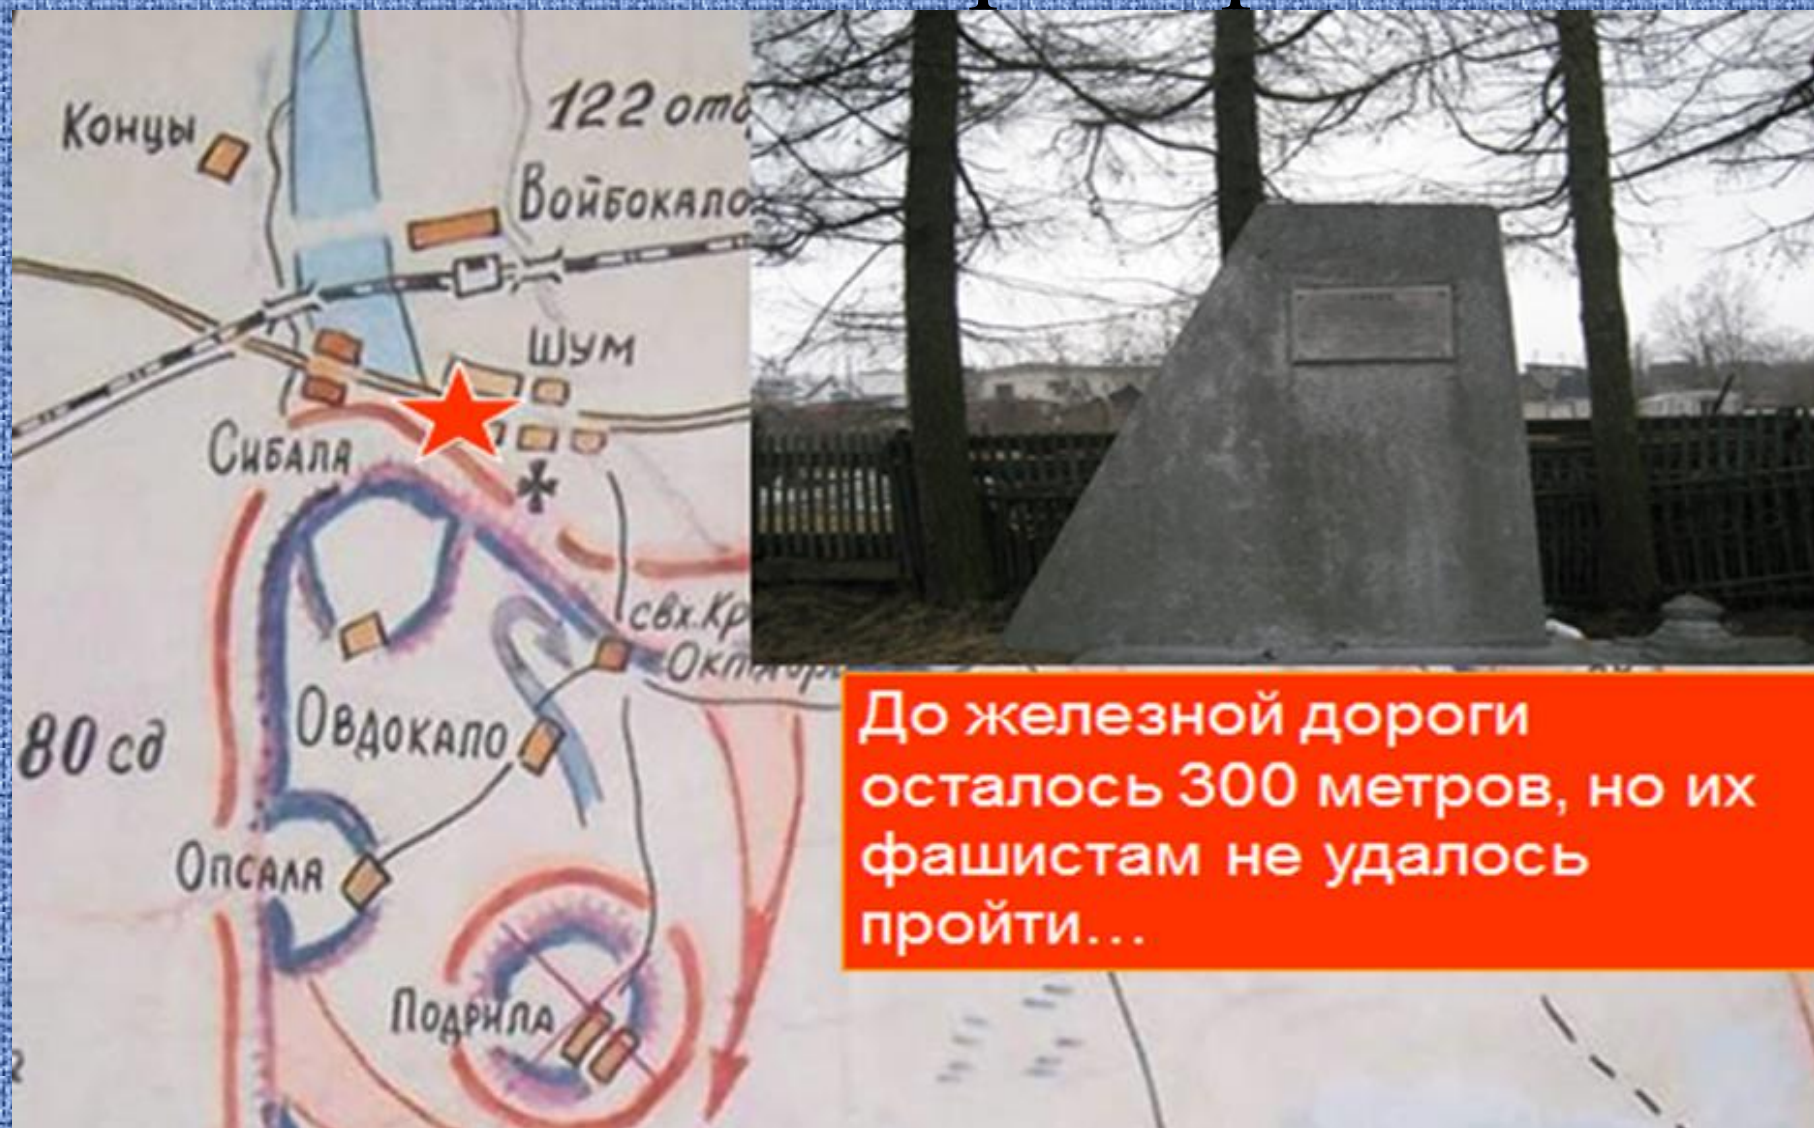 Концы
122 отб
Войбокало
Шум
Сибала
свх. Кр
Октябрь
Овдокало
80 сд
Опсала
Подрила
До железной дороги
осталось 300 метров, но их
фашистам не удалось
пройти...